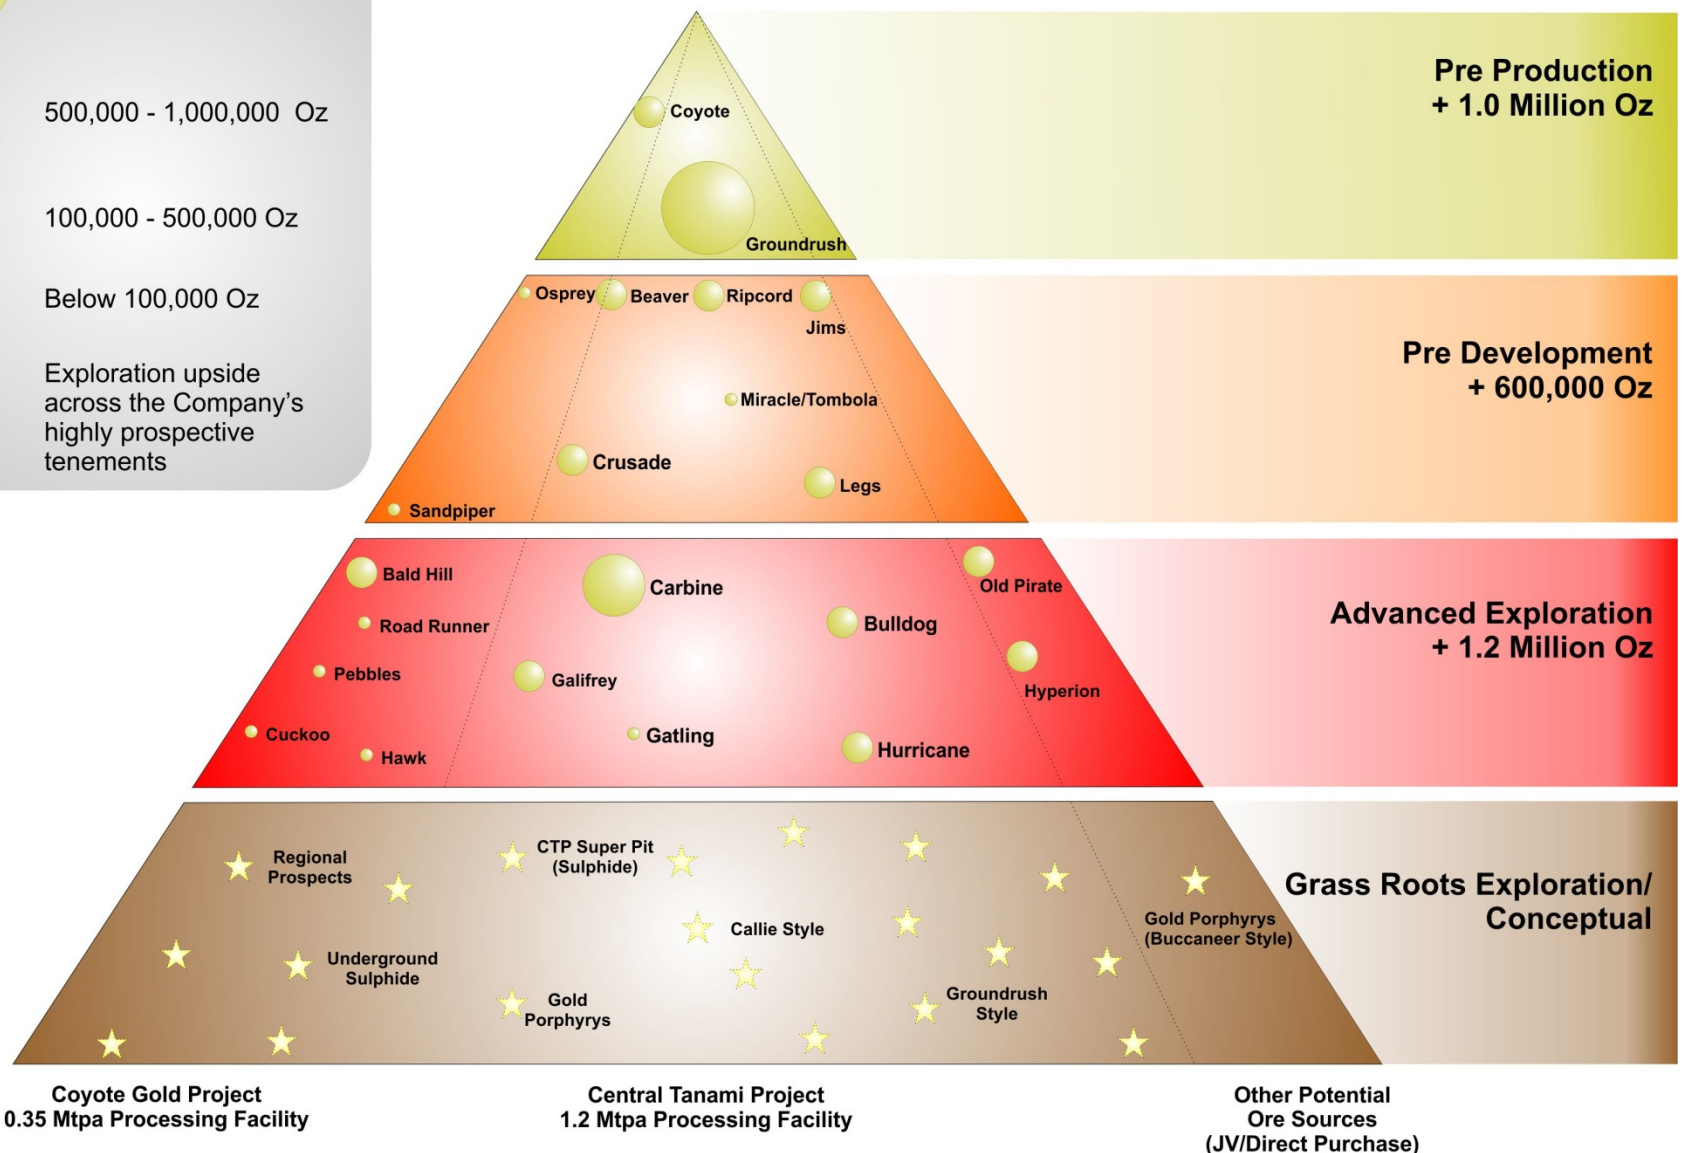 500,000 - 1,000,000 Oz
100,000 - 500,000 Oz
Below 100,000 Oz
Exploration upside
across the Company's
highly prospective
tenements
Pre Production
+ 1.0 Million Oz
Coyote
Groundrush
Pre Development
+ 600,000 Oz
Osprey
Beaver
Ripcord
Jims
Miracle/Tombola
Crusade
Legs
Sandpiper
Advanced Exploration
+ 1.2 Million Oz
Bald Hill
Carbine
Old Pirate
Road Runner
Bulldog
Pebbles
Galifrey
Hyperion
Cuckoo
Gatling
Hawk
Hurricane
Grass Roots Exploration/
Conceptual
Regional
Prospects
CTP Super Pit
(Sulphide)
Callie Style
Gold Porphyrys
(Buccaneer Style)
Underground
Sulphide
Gold
Porphyrys
Groundrush
Style
Coyote Gold Project
0.35 Mtpa Processing Facility
Central Tanami Project
1.2 Mtpa Processing Facility
Other Potential
Ore Sources
(JV/Direct Purchase)